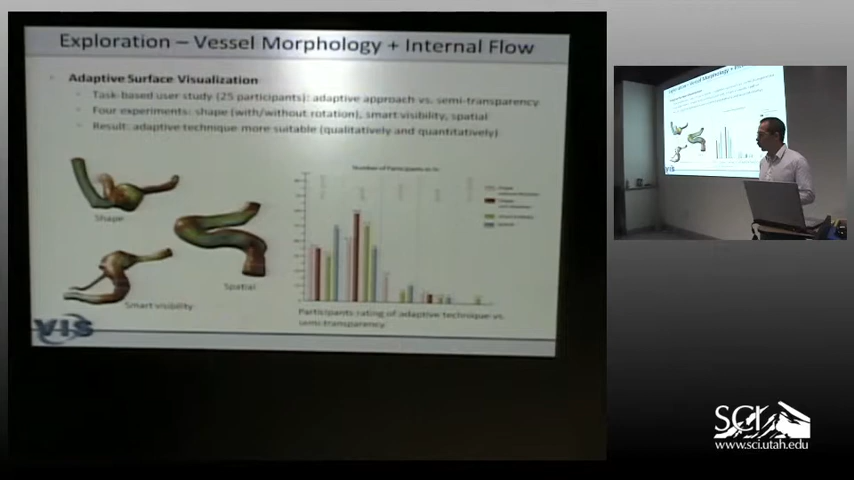 Exploration – Vessel Morphology + Internal Flow
Adaptive Surface Visualization
Task-based user study (25 participants): adaptive approach vs. semi-transparency
Four experiments: shape (with/without rotation), smart visibility, spatial
Result: adaptive technique more suitable (qualitatively and quantitatively)
Number of Participants in %
Shape
Spatial
Smart visibility
Participants rating of adaptive technique vs.
semi-transparency
VIS
SCI
www.sci.utah.edu